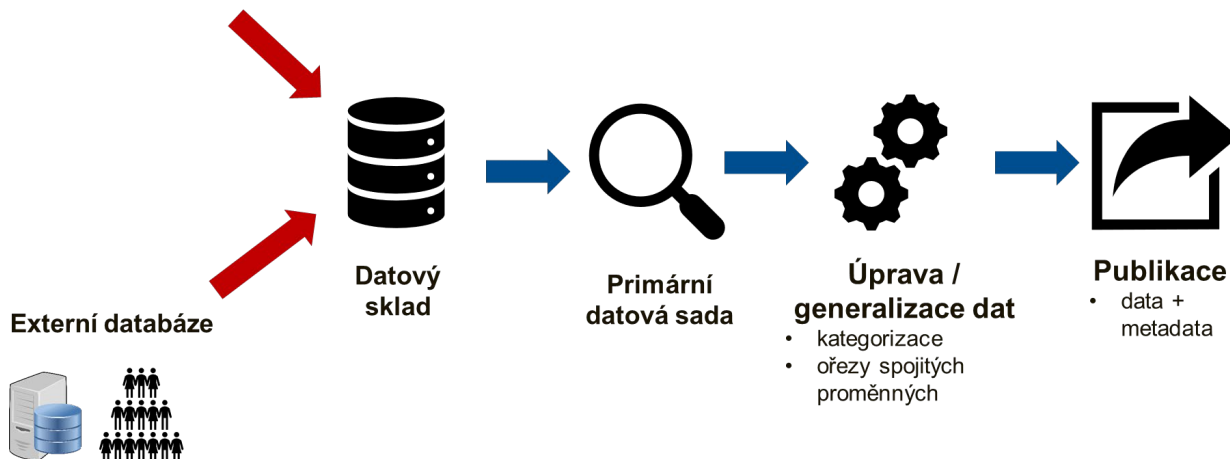 Externí databáze
Datový
sklad
Primární
datová sada
Úprava /
generalizace dat
• kategorizace
• ořezy spojitých
proměnných
Publikace
• data +
metadata